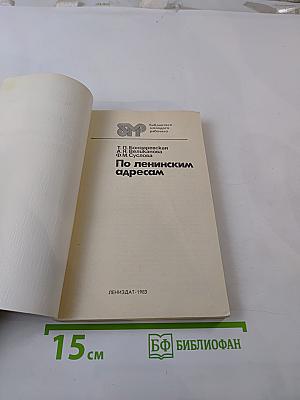 БМР
библиотека
молодого
рабочего
Т. П. Бондаревская
А. Я. Великанова
Ф. М. Суслова
По ленинским
адресам
ЛЕНИЗДАТ·1983
15 см
БФ БИБЛИОФАН